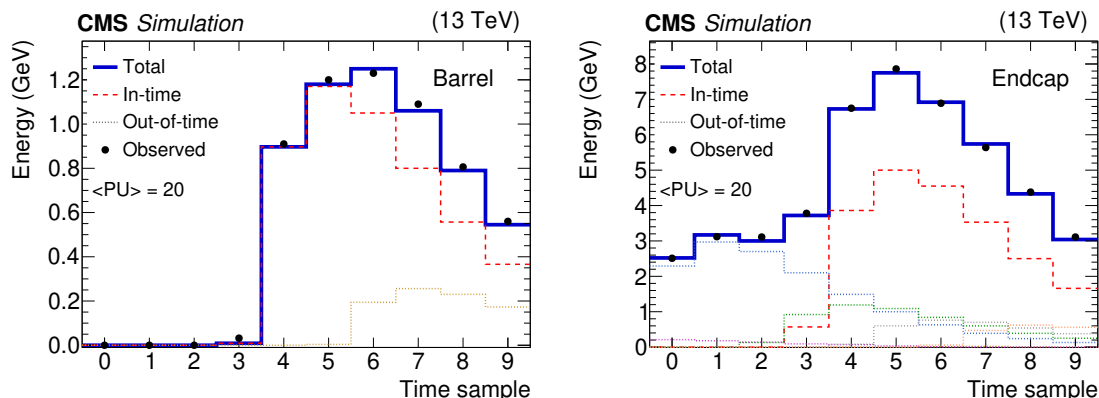 CMS Simulation (13 TeV)
Energy (GeV)
1.2
1.0
0.8
0.6
0.4
0.2
0.0
Total
In-time
Out-of-time
Observed
<PU> = 20
Barrel
0 1 2 3 4 5 6 7 8 9
Time sample
CMS Simulation (13 TeV)
Energy (GeV)
8
7
6
5
4
3
2
1
0
Total
In-time
Out-of-time
Observed
<PU> = 20
Endcap
0 1 2 3 4 5 6 7 8 9
Time sample